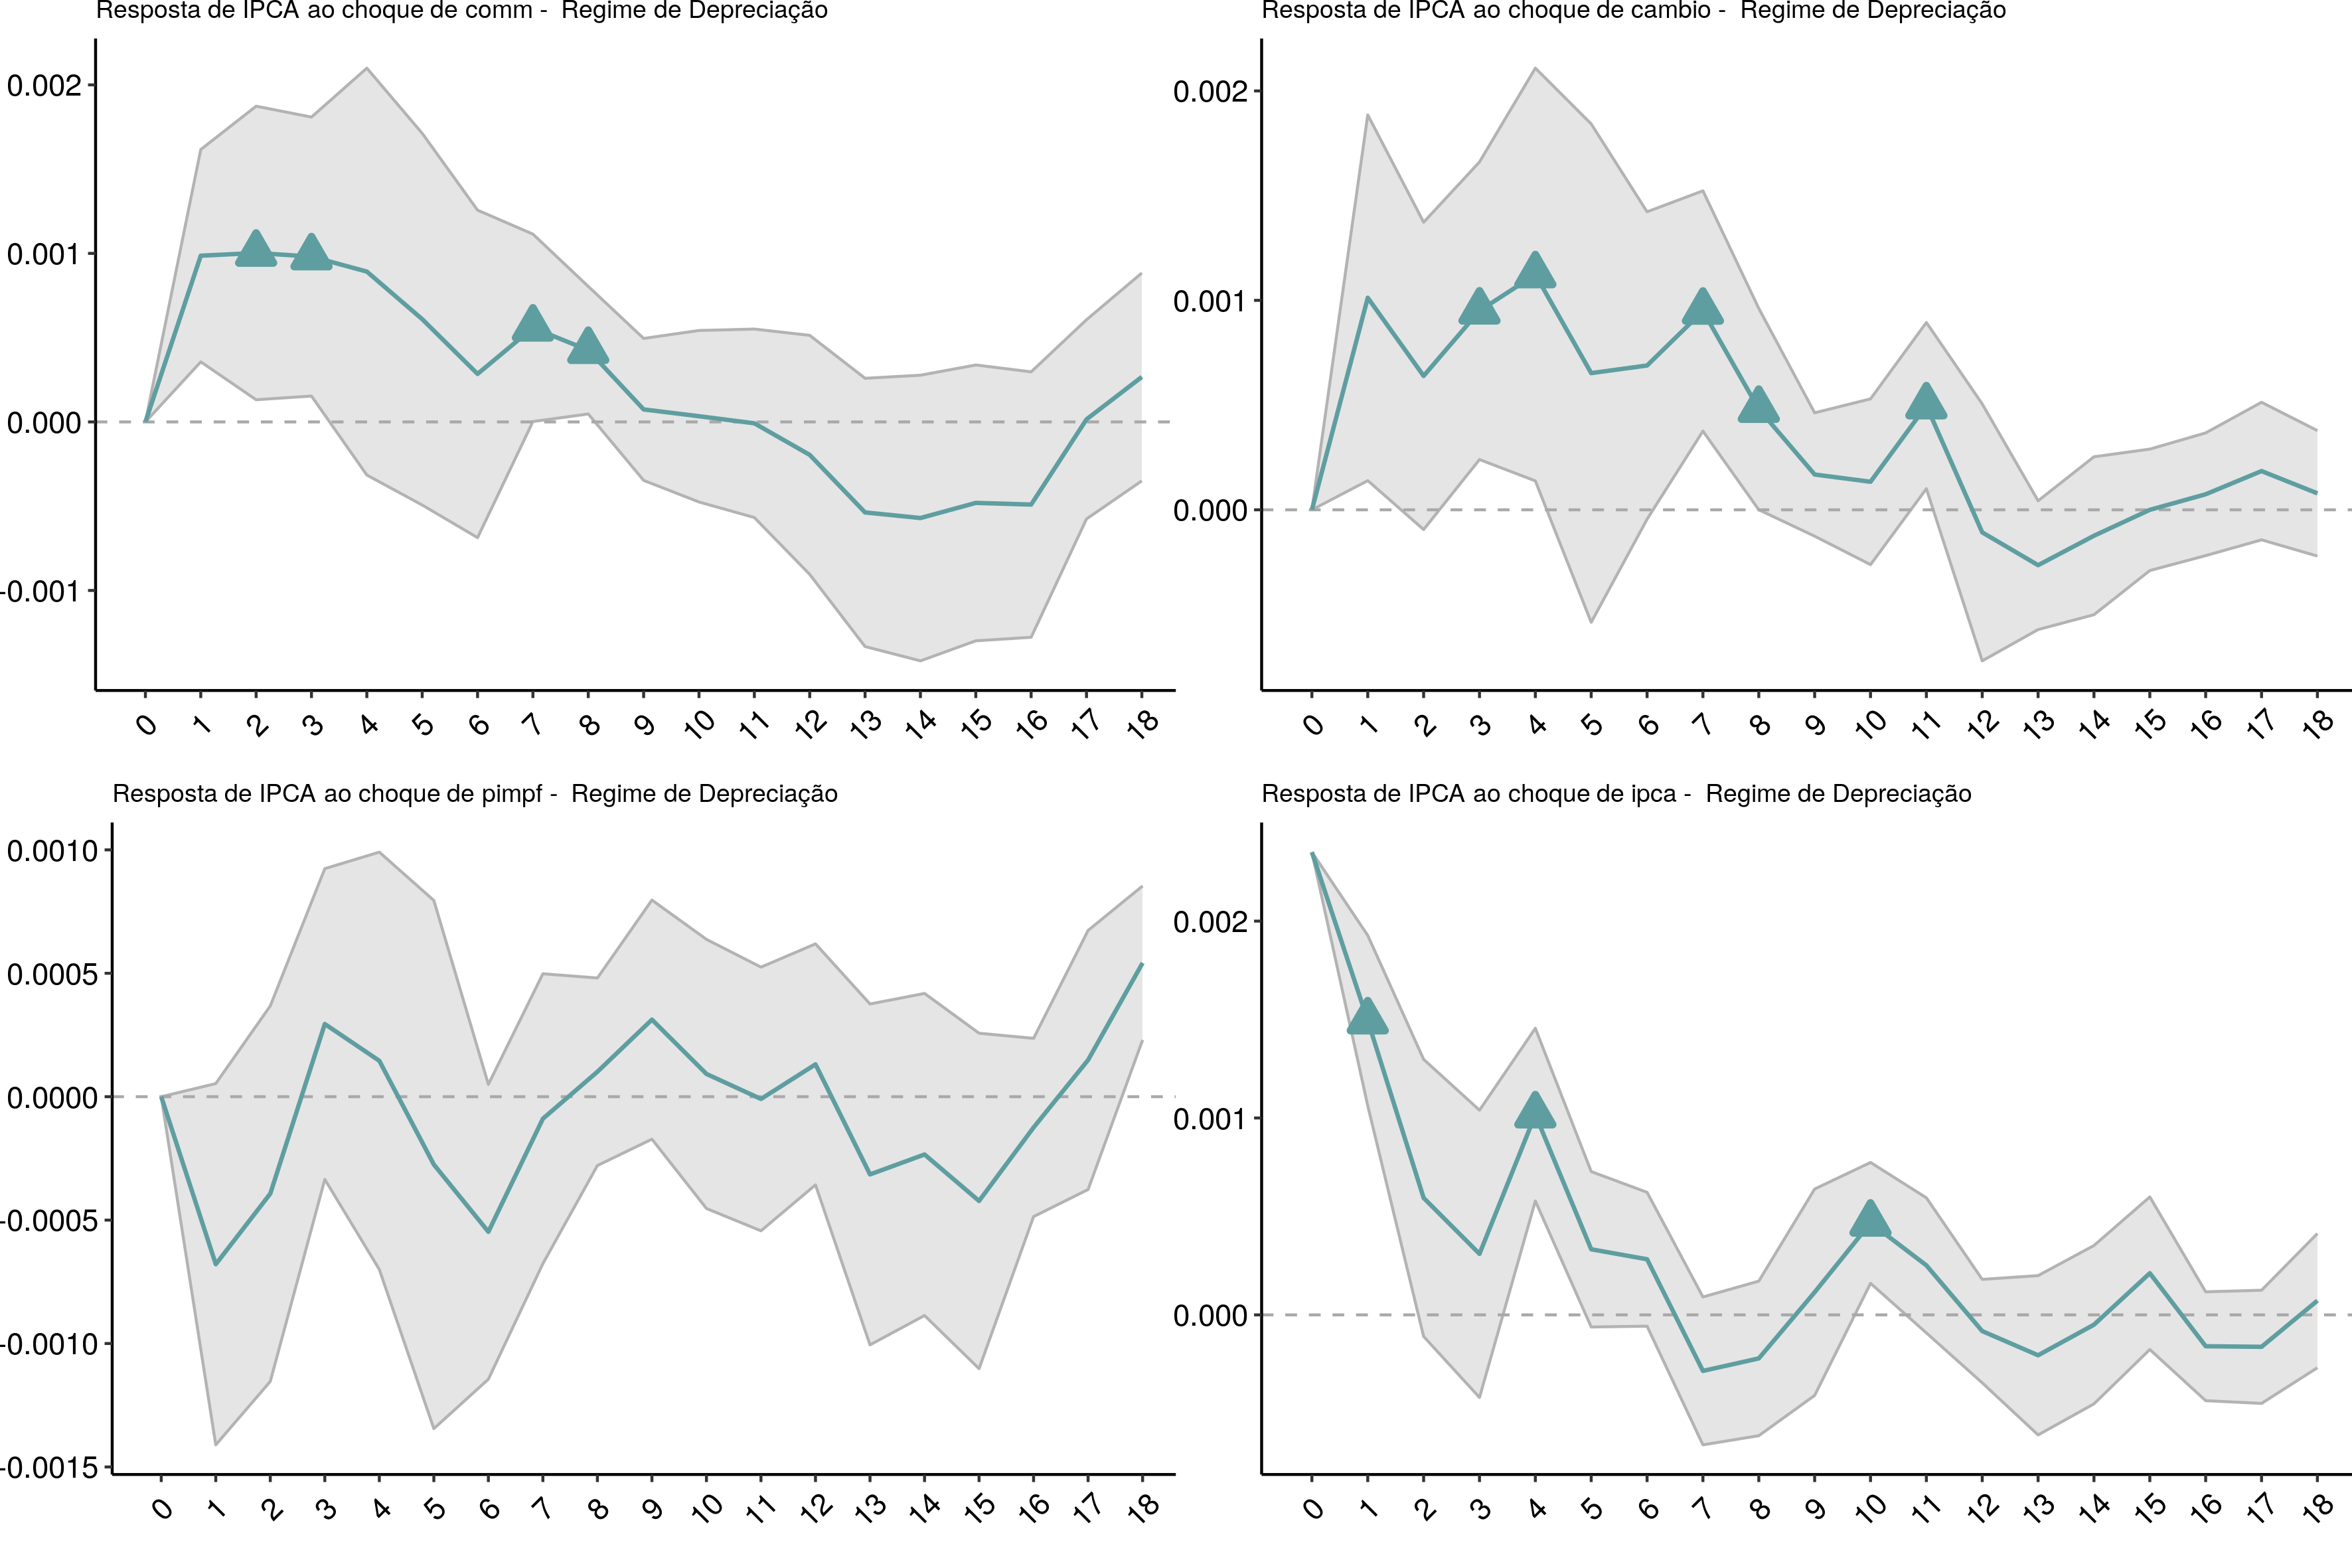 Resposta de IPCA ao choque de comm -  Regime de Depreciação
0.002
0.001
0.000
-0.001
0 1 2 3 4 5 6 7 8 9 10 11 12 13 14 15 16 17 18
Resposta de IPCA ao choque de cambio -  Regime de Depreciação
0.002
0.001
0.000
0 1 2 3 4 5 6 7 8 9 10 11 12 13 14 15 16 17 18
Resposta de IPCA ao choque de pimpf -  Regime de Depreciação
0.0010
0.0005
0.0000
-0.0005
-0.0010
-0.0015
0 1 2 3 4 5 6 7 8 9 10 11 12 13 14 15 16 17 18
Resposta de IPCA ao choque de ipca -  Regime de Depreciação
0.002
0.001
0.000
0 1 2 3 4 5 6 7 8 9 10 11 12 13 14 15 16 17 18